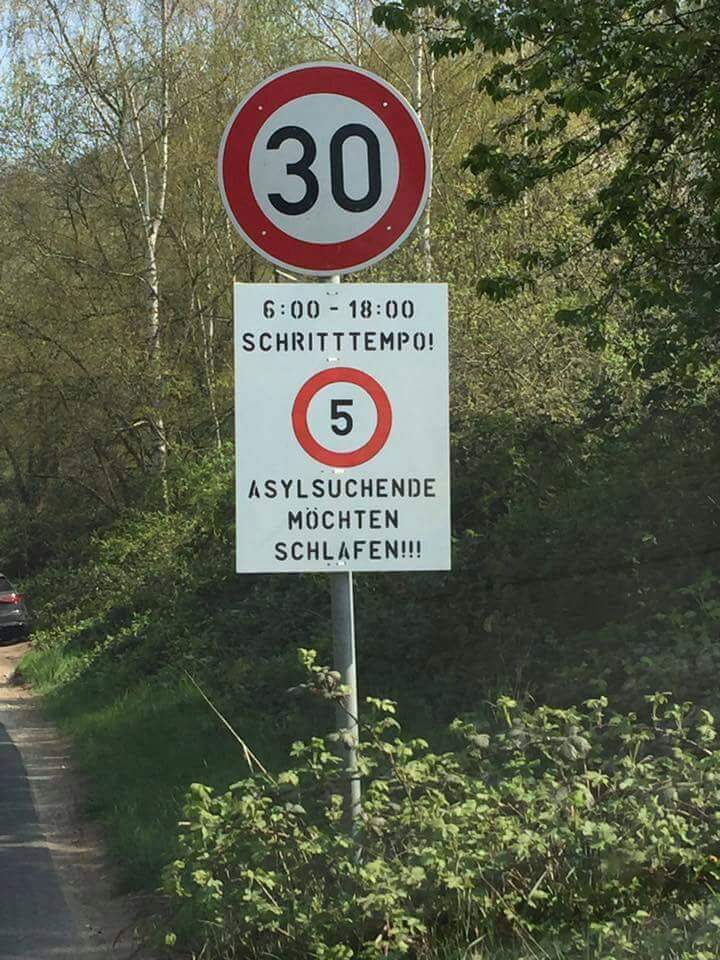 30
6:00 - 18:00
SCHRITTTEMPO!
5
ASYLSUCHENDE
MÖCHTEN
SCHLAFEN!!!